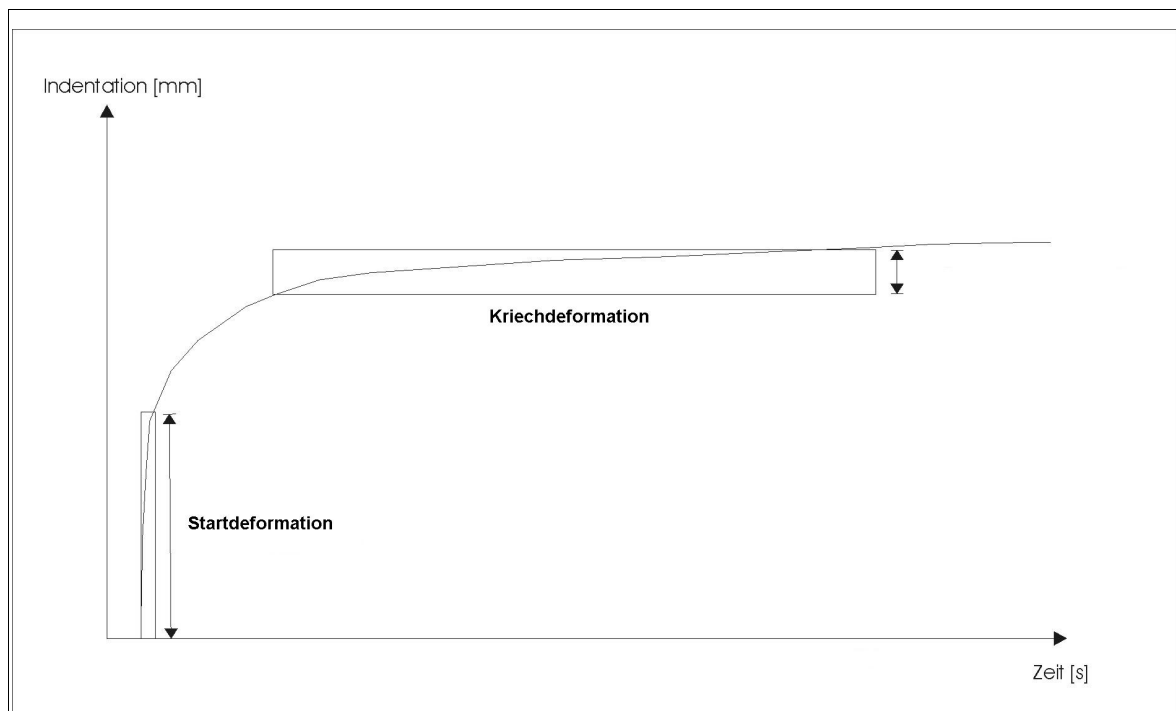 Indentation [mm]
Kriechdeformation
Startdeformation
Zeit [s]